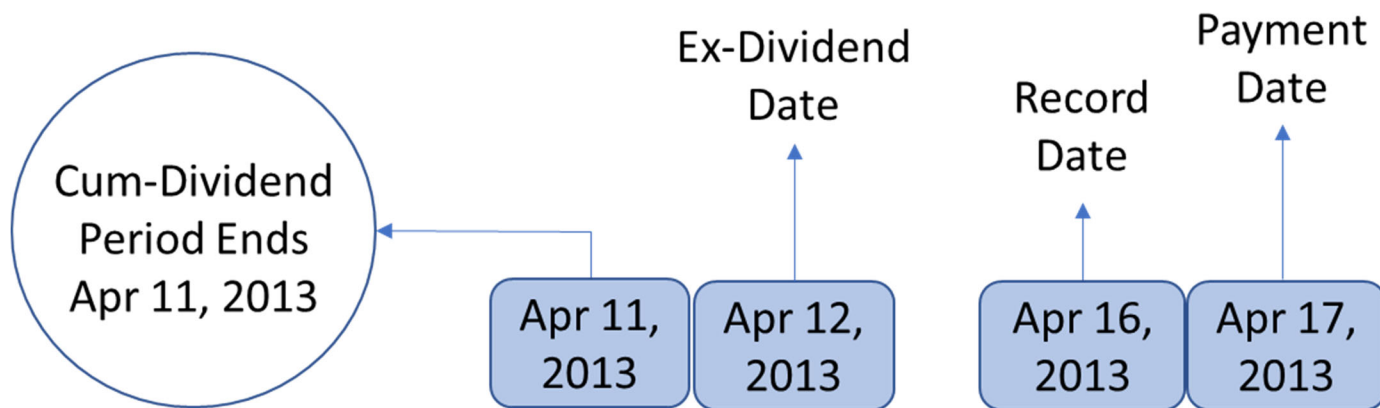 Cum-Dividend
Period Ends
Apr 11, 2013
Ex-Dividend
Date
Record
Date
Payment
Date
Apr 11,
2013
Apr 12,
2013
Apr 16,
2013
Apr 17,
2013